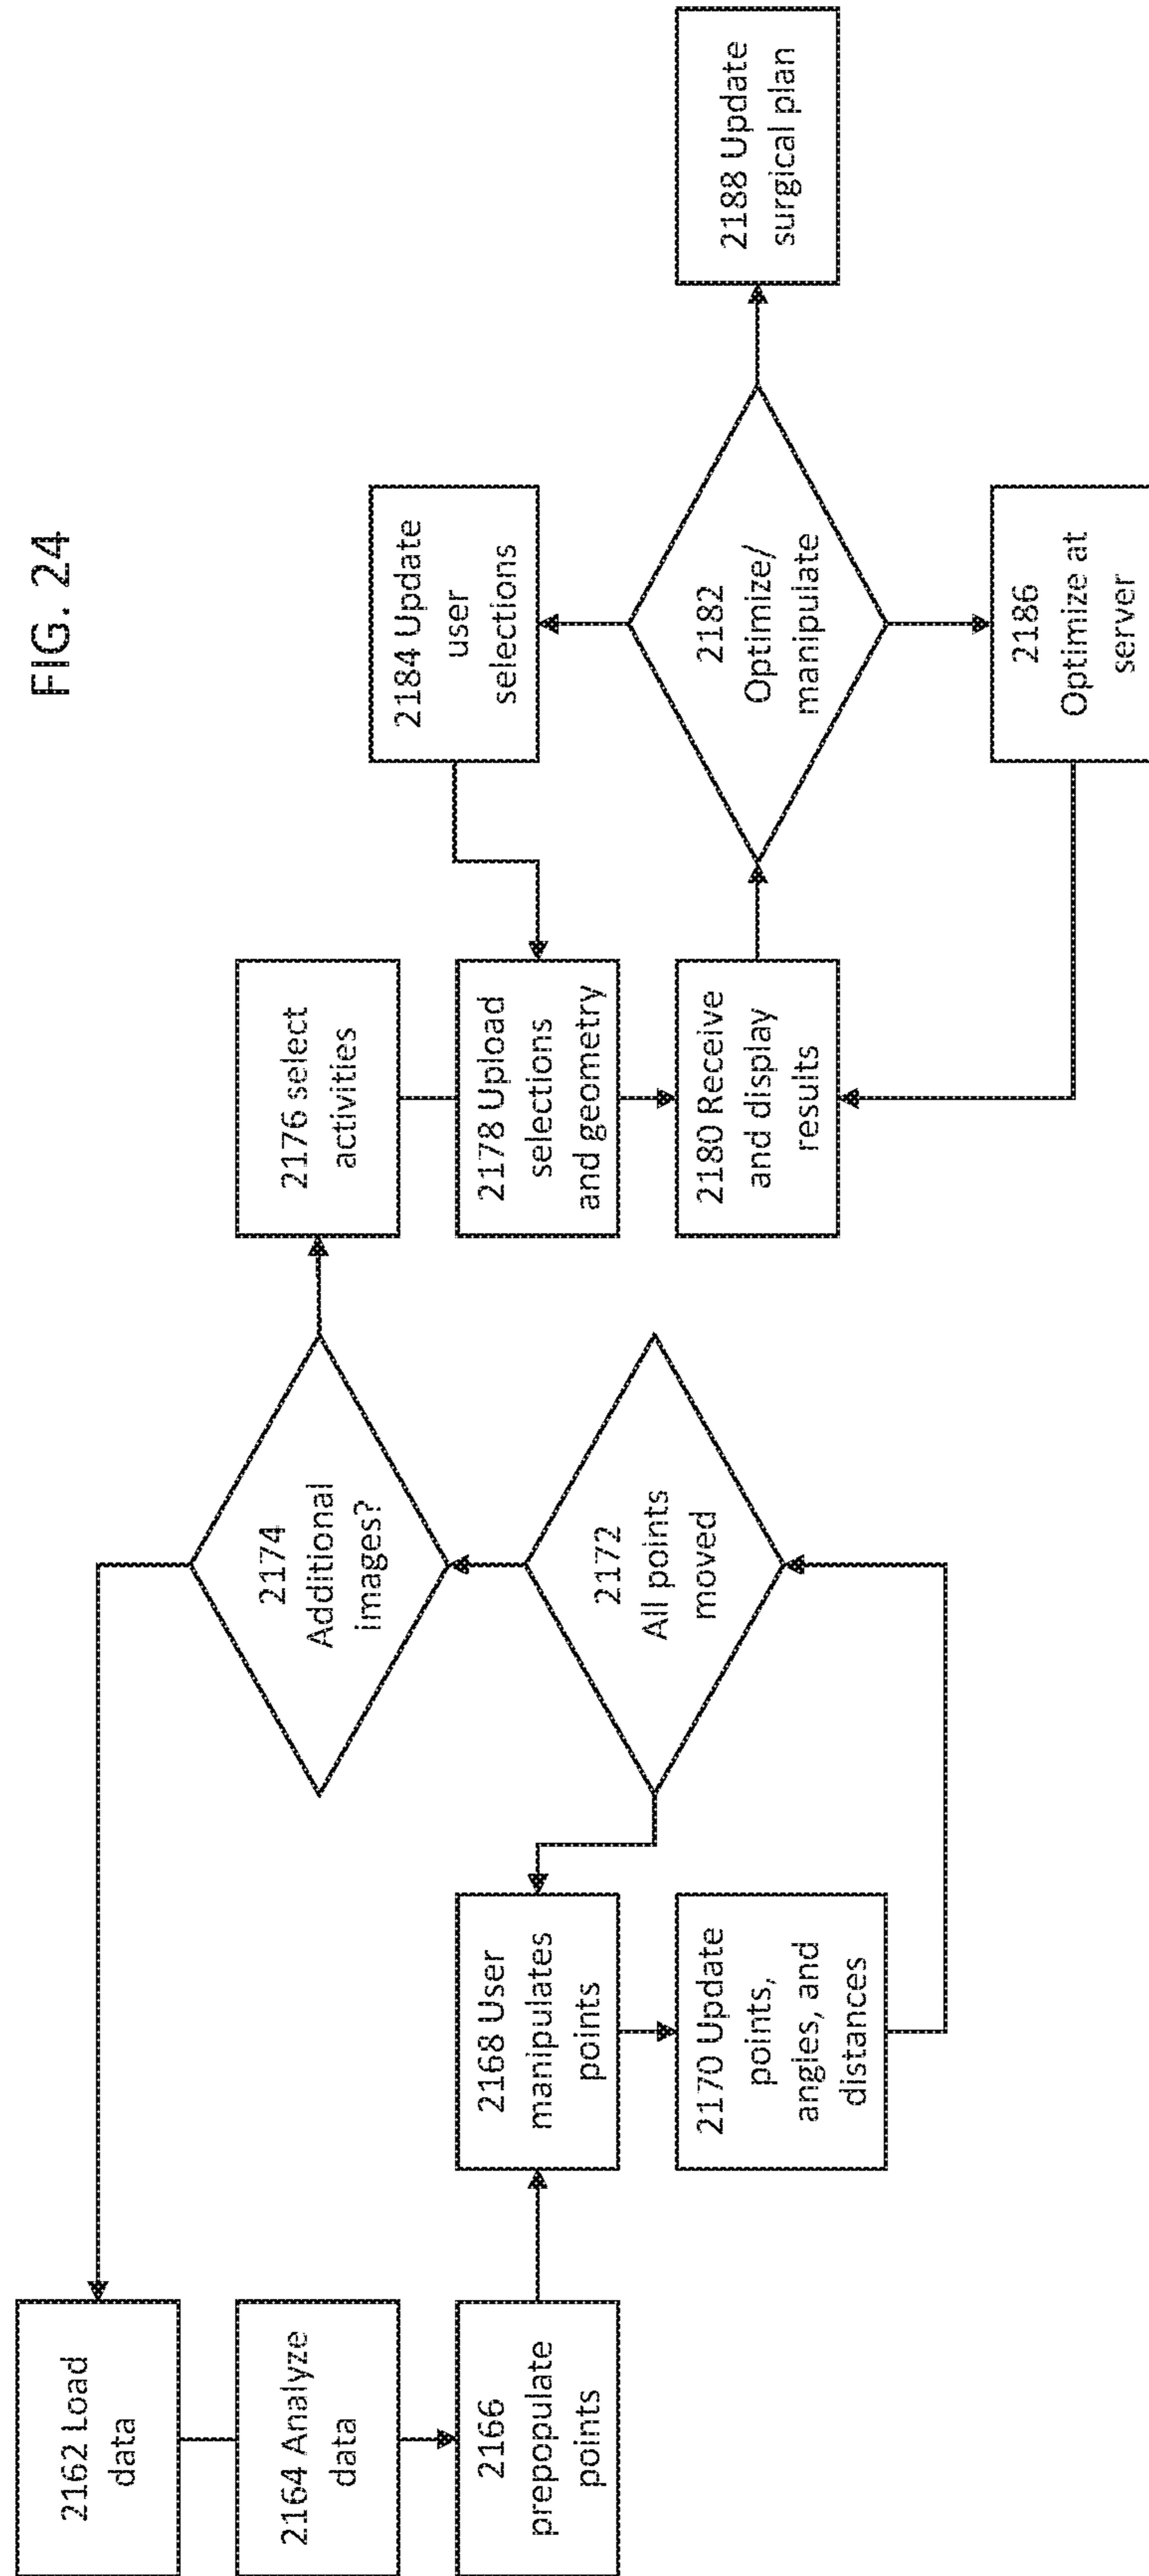 FIG. 24
2162 Load
data
2164 Analyze
data
2166
prepopulate
points
2168 User
manipulates
points
2170 Update
points,
angles, and
distances
2172
All points
moved
2174
Additional
images?
2176 select
activities
2178 Upload
selections
and geometry
2180 Receive
and display
results
2182
Optimize/
manipulate
2184 Update
user
selections
2186
Optimize at
server
2188 Update
surgical plan